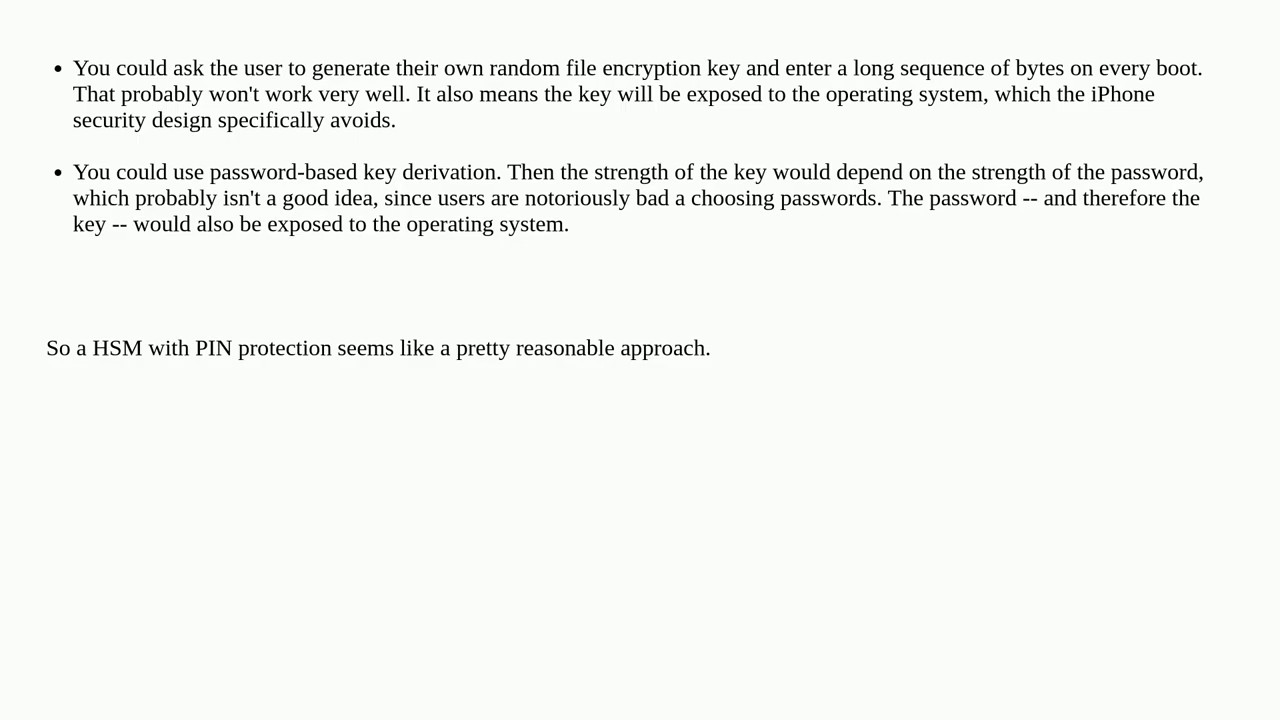 • You could ask the user to generate their own random file encryption key and enter a long sequence of bytes on every boot.
That probably won't work very well. It also means the key will be exposed to the operating system, which the iPhone
security design specifically avoids.
• You could use password-based key derivation. Then the strength of the key would depend on the strength of the password,
which probably isn't a good idea, since users are notoriously bad a choosing passwords. The password -- and therefore the
key -- would also be exposed to the operating system.
So a HSM with PIN protection seems like a pretty reasonable approach.